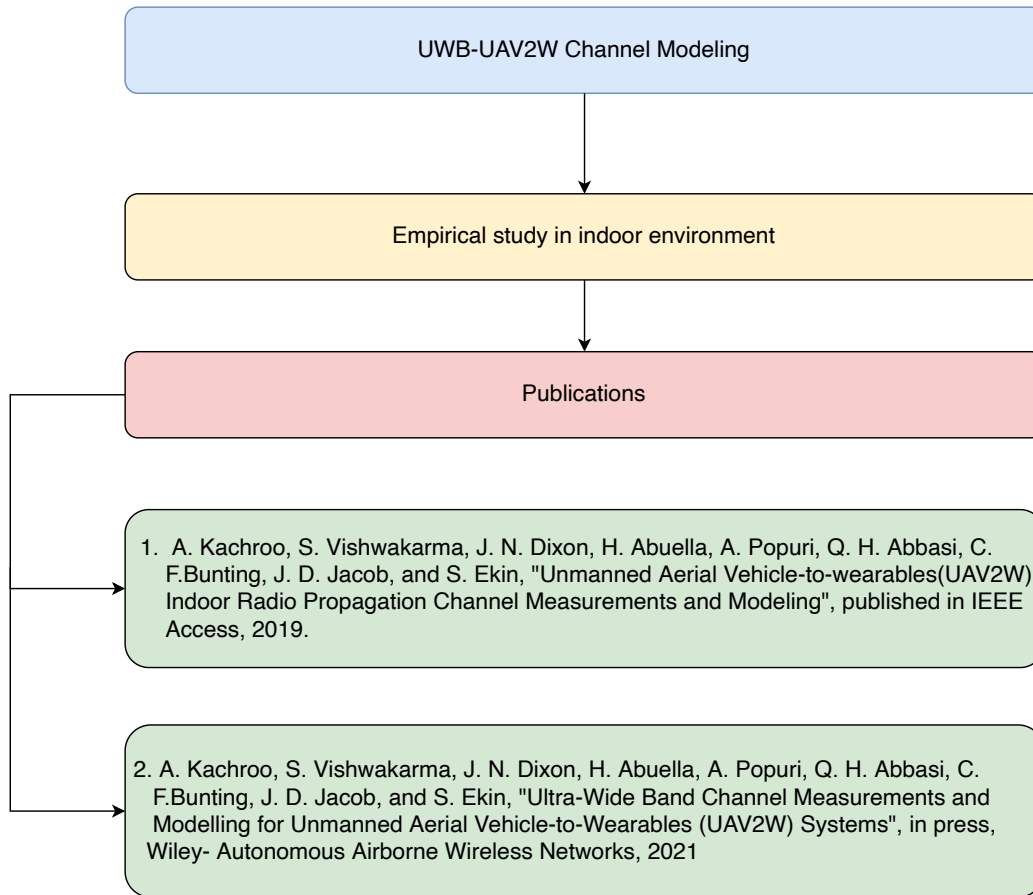 UWB-UAV2W Channel Modeling
Empirical study in indoor environment
Publications
1. A. Kachroo, S. Vishwakarma, J. N. Dixon, H. Abuella, A. Popuri, Q. H. Abbasi, C.
F.Bunting, J. D. Jacob, and S. Ekin, "Unmanned Aerial Vehicle-to-wearables(UAV2W)
Indoor Radio Propagation Channel Measurements and Modeling", published in IEEE
Access, 2019.
2. A. Kachroo, S. Vishwakarma, J. N. Dixon, H. Abuella, A. Popuri, Q. H. Abbasi, C.
F.Bunting, J. D. Jacob, and S. Ekin, "Ultra-Wide Band Channel Measurements and
Modelling for Unmanned Aerial Vehicle-to-Wearables (UAV2W) Systems", in press,
Wiley- Autonomous Airborne Wireless Networks, 2021